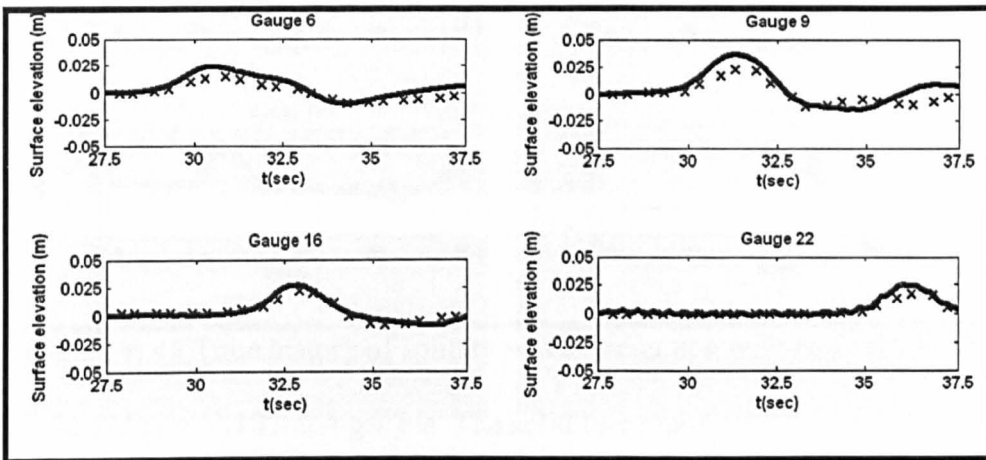 Gauge 6
Surface elevation (m)
0.05
0.025
0
-0.025
-0.05
27.5 30 32.5 35 37.5
t(sec)
Gauge 9
Surface elevation (m)
0.05
0.025
0
-0.025
-0.05
27.5 30 32.5 35 37.5
t(sec)
Gauge 16
Surface elevation (m)
0.05
0.025
0
-0.025
-0.05
27.5 30 32.5 35 37.5
t(sec)
Gauge 22
Surface elevation (m)
0.05
0.025
0
-0.025
-0.05
27.5 30 32.5 35 37.5
t(sec)